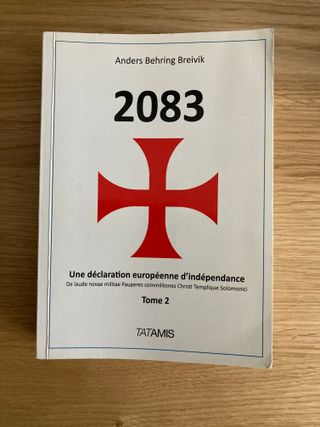 Anders Behring Breivik
2083
Une déclaration européenne d'indépendance
De laude novae militae Pauperes commilitones Christi Templique Solomonici
Tome 2
TATAMIS